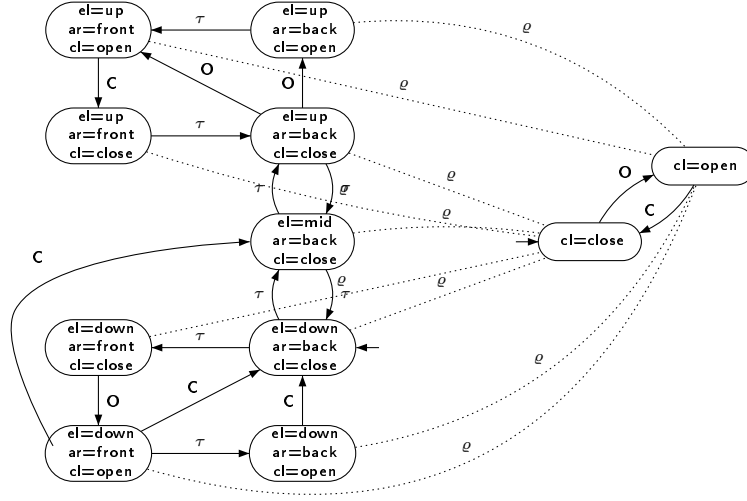 el=up
ar=front
cl=open
τ
el=up
ar=back
cl=open
ϱ
C
O
O
ϱ
el=up
ar=front
cl=close
τ
el=up
ar=back
cl=close
ϱ
cl=open
O
C
τ
τ
ϱ
el=mid
ar=back
cl=close
cl=close
C
τ
τ
ϱ
ϱ
el=down
ar=front
cl=close
τ
el=down
ar=back
cl=close
ϱ
O
C
C
el=down
ar=front
cl=open
τ
el=down
ar=back
cl=open
ϱ